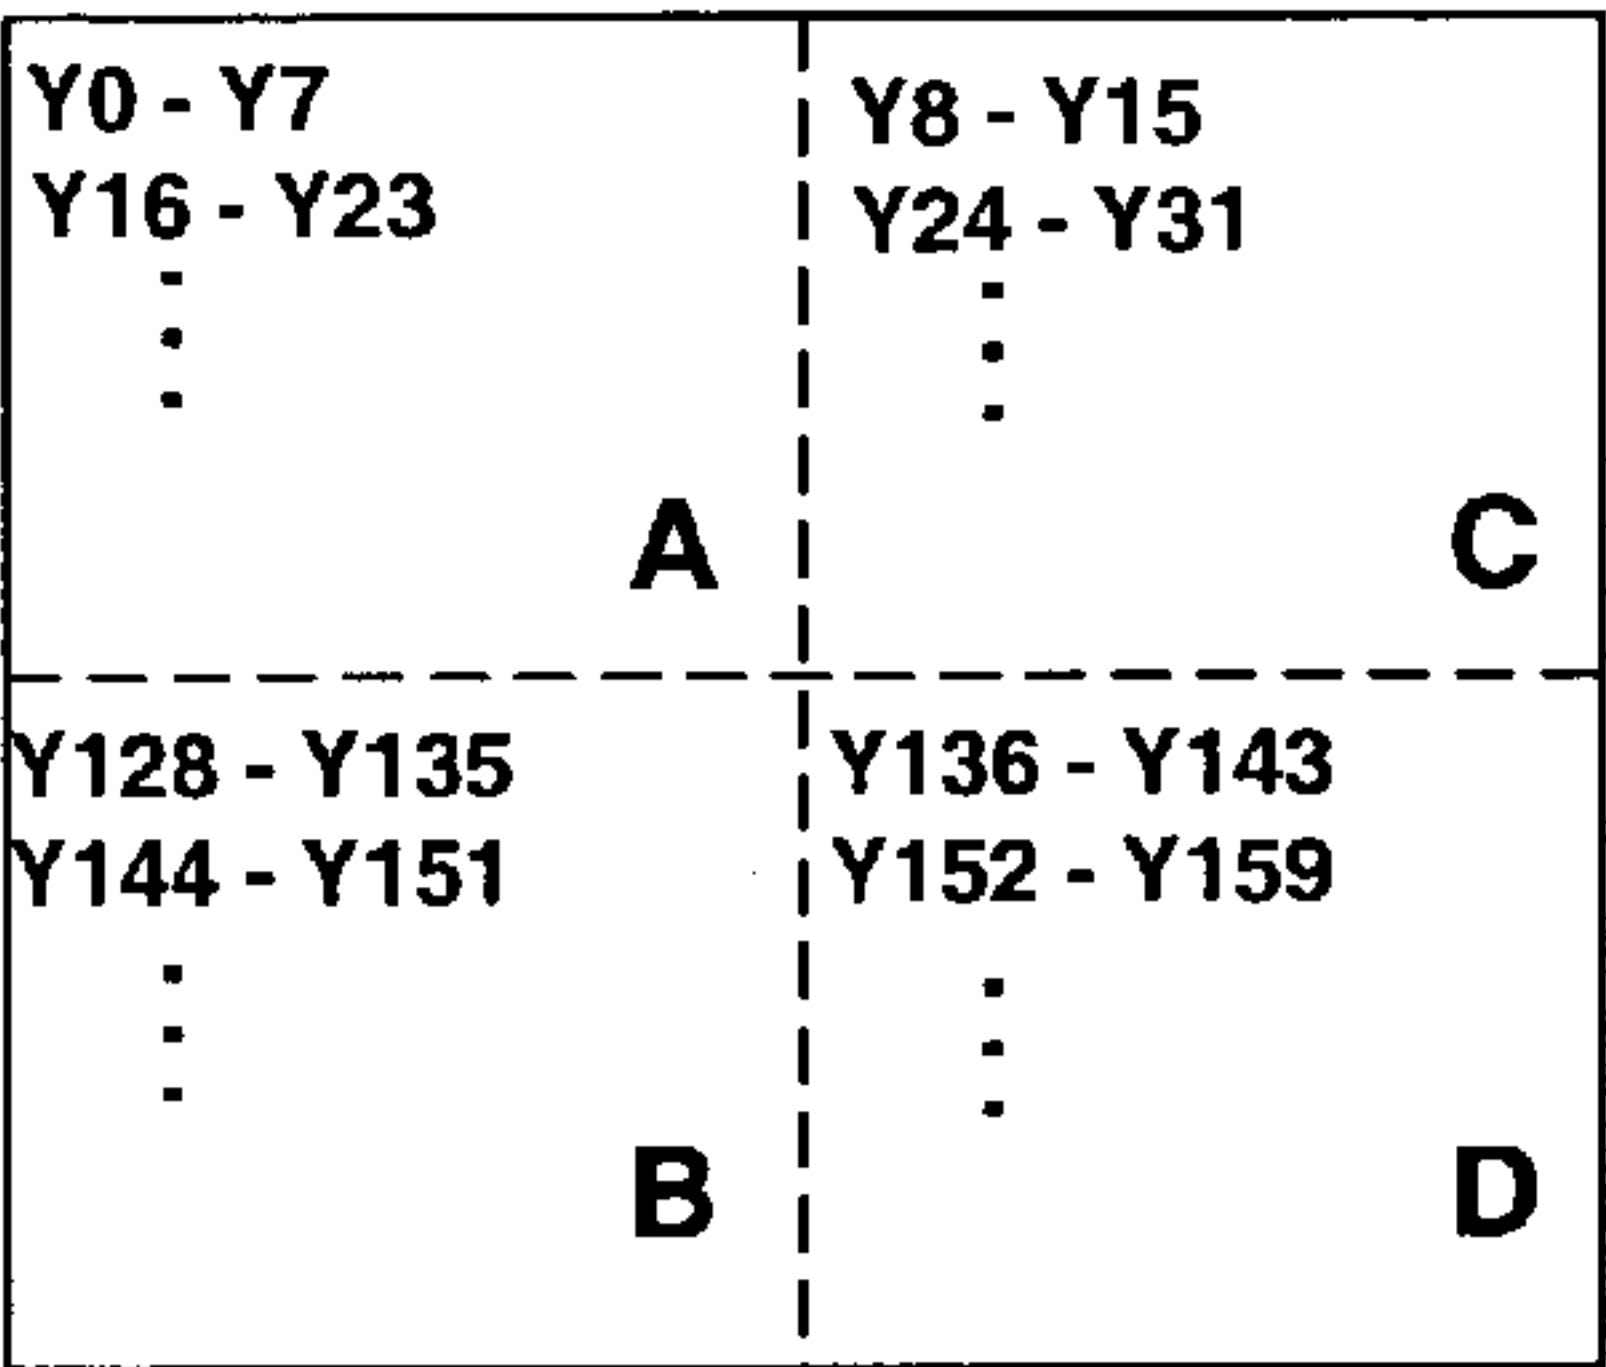 Y0 - Y7
Y16 - Y23
A
Y8 - Y15
Y24 - Y31
C
Y128 - Y135
Y144 - Y151
B
Y136 - Y143
Y152 - Y159
D